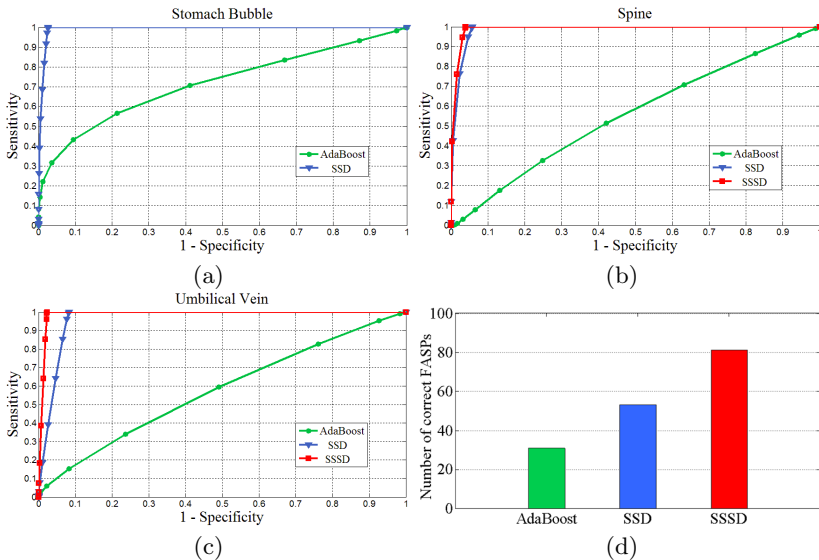 Stomach Bubble
Sensitivity
1
0.9
0.8
0.7
0.6
0.5
0.4
0.3
0.2
0.1
0
AdaBoost
SSD
0 0.1 0.2 0.3 0.4 0.5 0.6 0.7 0.8 0.9 1
1 - Specificity
(a)
Spine
Sensitivity
1
0.9
0.8
0.7
0.6
0.5
0.4
0.3
0.2
0.1
0
AdaBoost
SSD
SSSD
0 0.1 0.2 0.3 0.4 0.5 0.6 0.7 0.8 0.9 1
1 - Specificity
(b)
Umbilical Vein
Sensitivity
1
0.9
0.8
0.7
0.6
0.5
0.4
0.3
0.2
0.1
0
AdaBoost
SSD
SSSD
0 0.1 0.2 0.3 0.4 0.5 0.6 0.7 0.8 0.9 1
1 - Specificity
(c)
Number of correct FASPs
100
80
60
40
20
0
AdaBoost SSD SSSD
(d)